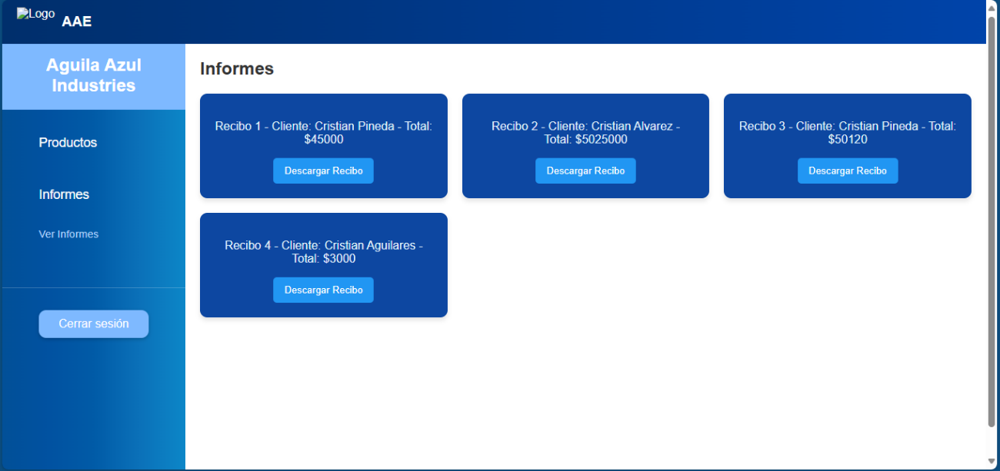 Logo
AAE
Aguila Azul
Industries
Productos
Informes
Ver Informes
Cerrar sesión
Informes
Recibo 1 - Cliente: Cristian Pineda - Total:
$45000
Descargar Recibo
Recibo 2 - Cliente: Cristian Alvarez -
Total: $5025000
Descargar Recibo
Recibo 3 - Cliente: Cristian Pineda - Total:
$50120
Descargar Recibo
Recibo 4 - Cliente: Cristian Aguilares -
Total: $3000
Descargar Recibo